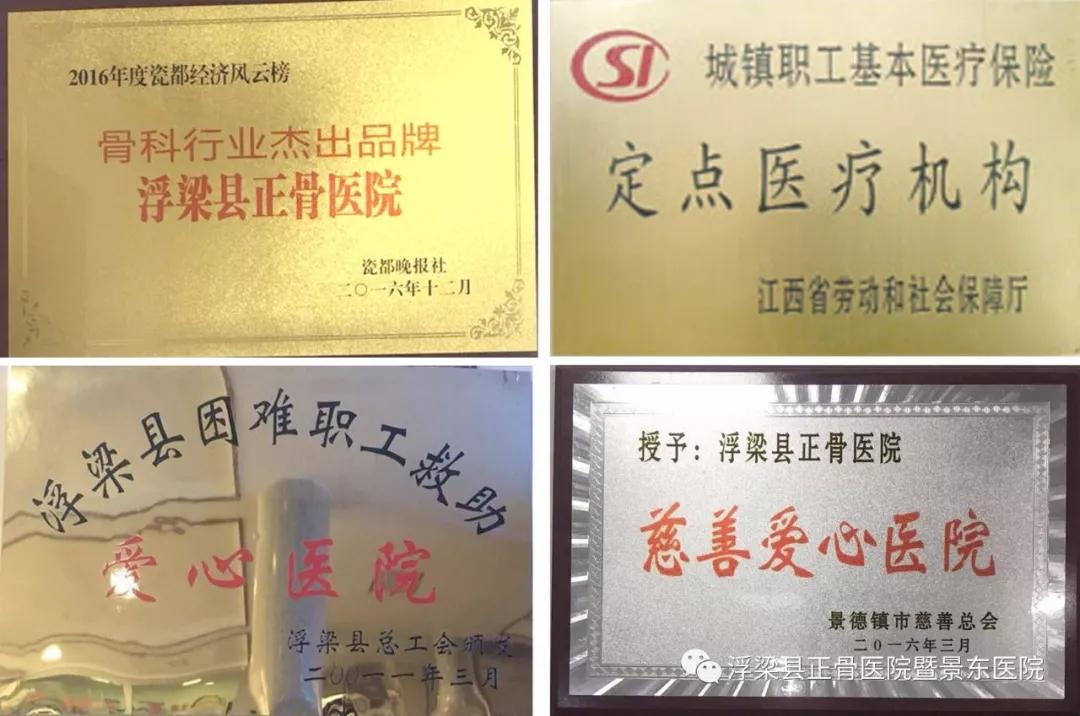 2016年度瓷都经济风云榜
骨科行业杰出品牌
浮梁县正骨医院
瓷都晚报社
二〇一六年十二月
SI 城镇职工基本医疗保险
定点医疗机构
江西省劳动和社会保障厅
浮梁县困难职工救助
爱心医院
浮梁县总工会颁发
二〇〇一一年三月
授予：浮梁县正骨医院
慈善爱心医院
景德镇市慈善总会
二〇一六年三月
浮梁县正骨医院暨景东医院